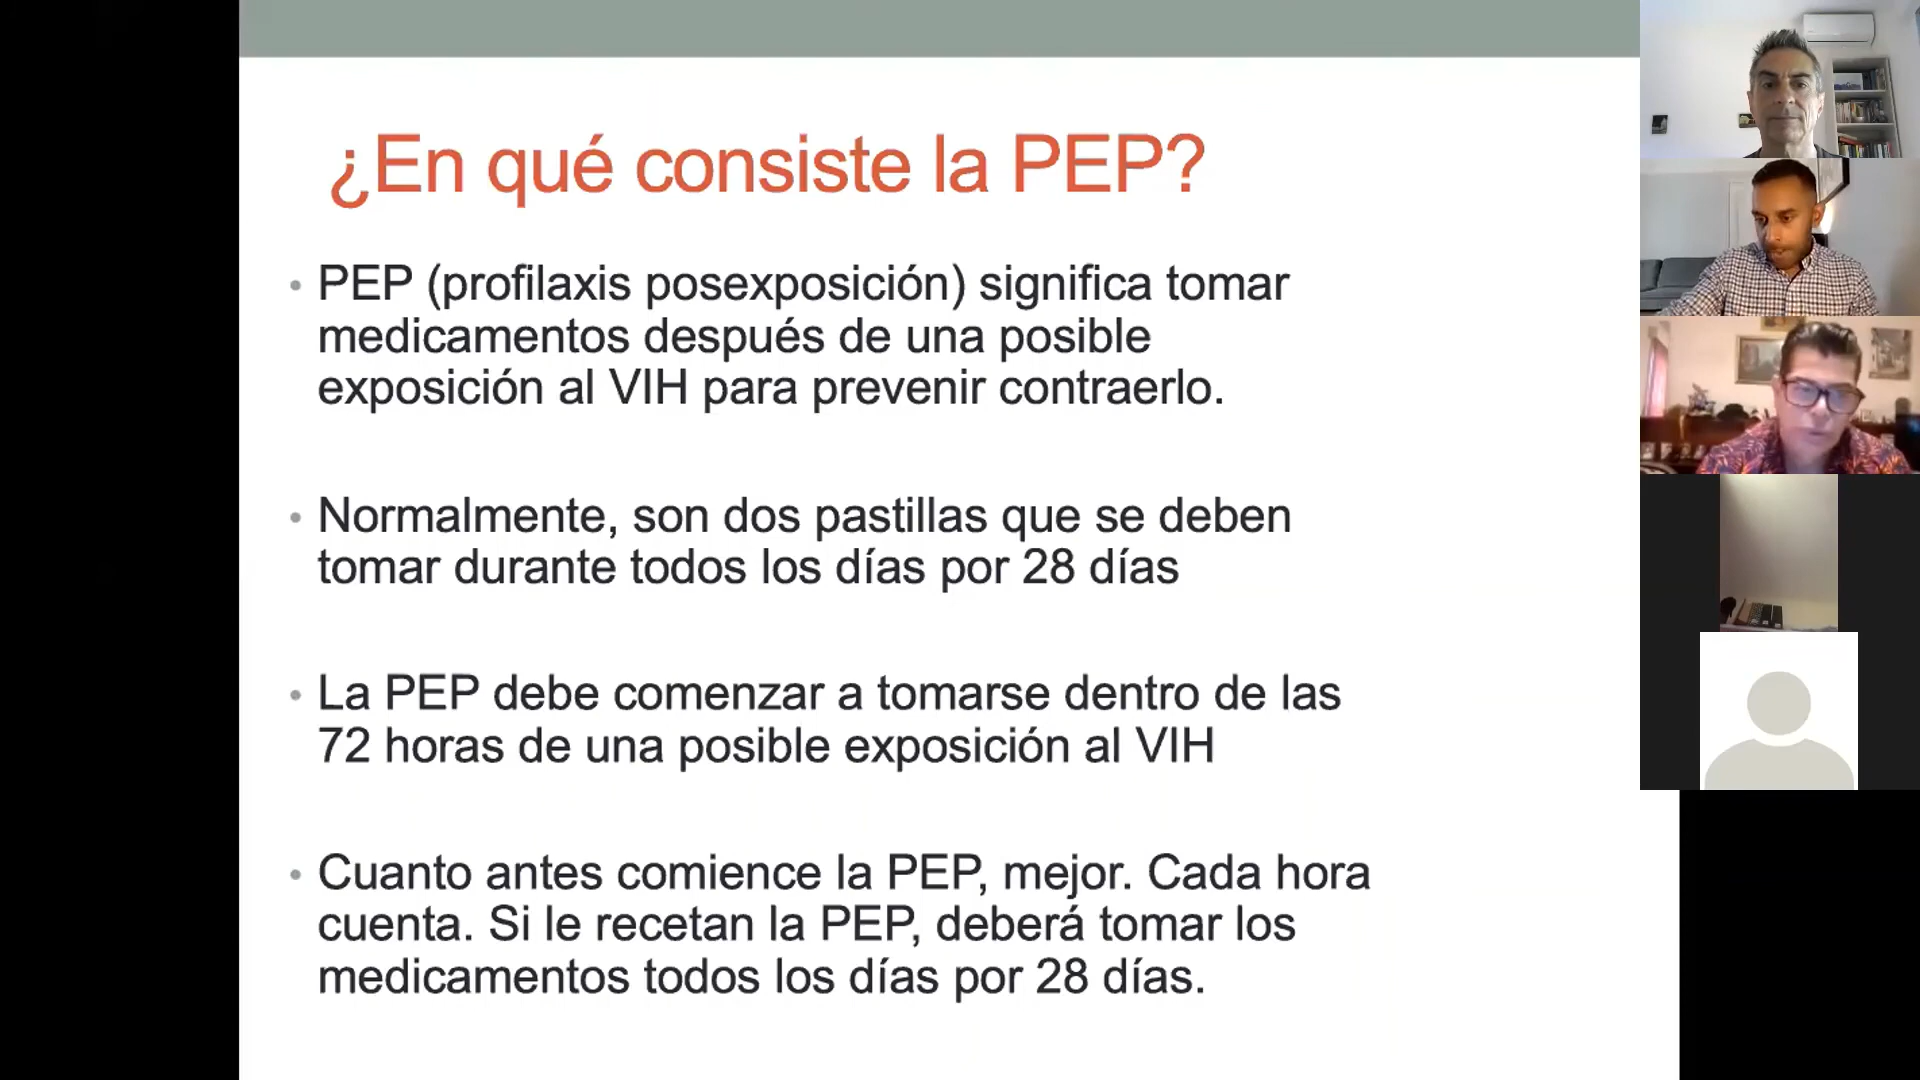 ¿En qué consiste la PEP?
• PEP (profilaxis posexposición) significa tomar
medicamentos después de una posible
exposición al VIH para prevenir contraerlo.
• Normalmente, son dos pastillas que se deben
tomar durante todos los días por 28 días
• La PEP debe comenzar a tomarse dentro de las
72 horas de una posible exposición al VIH
• Cuanto antes comience la PEP, mejor. Cada hora
cuenta. Si le recetan la PEP, deberá tomar los
medicamentos todos los días por 28 días.